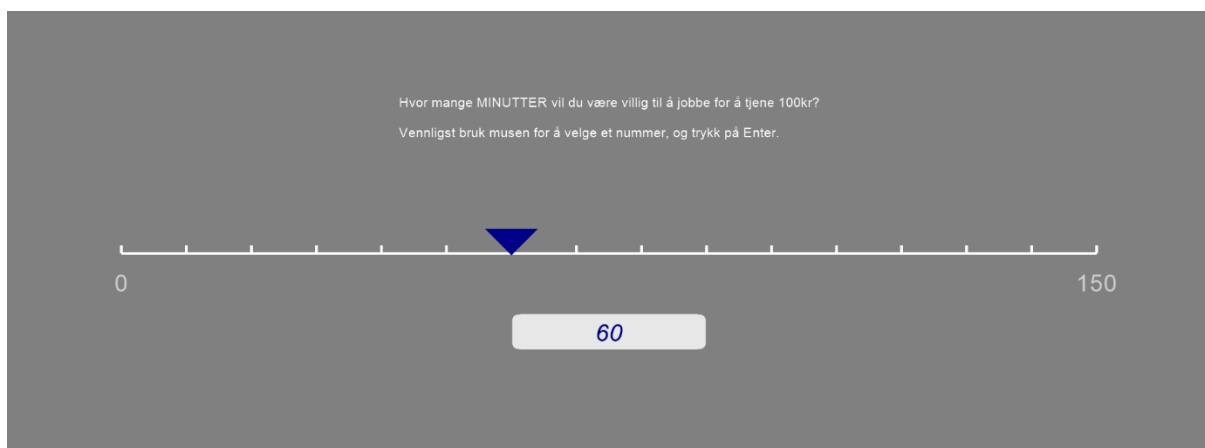 Hvor mange MINUTTER vil du være villig til å jobbe for å tjene 100kr?
Vennligst bruk musen for å velge et nummer, og trykk på Enter.
0 150
60